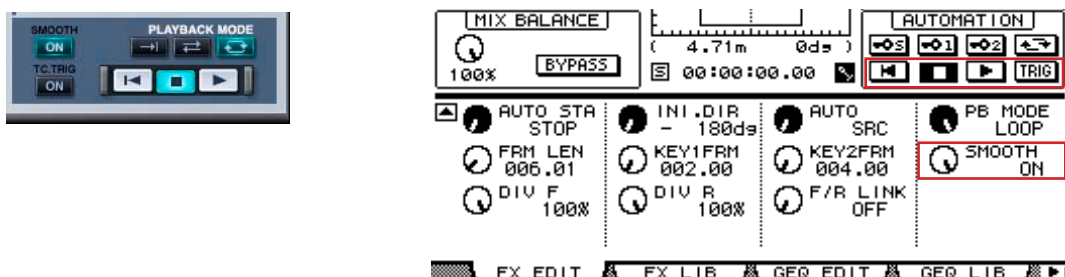 SMOOTH PLAYBACK MODE
ON
TC.TRIG
ON
MIX BALANCE
100%
BYPASS
( 4.71m 0ds )
S 00:00:00.00
AUTOMATION
S 1 2
TRIG
AUTO STA
STOP
INI.DIR
- 180ds
AUTO
SRC
PB MODE
LOOP
FRM LEN
006.01
KEY1FRM
002.00
KEY2FRM
004.00
SMOOTH
ON
DIV F
100%
DIV R
100%
F/R LINK
OFF
FX EDIT FX LIB GEQ EDIT GEQ LIB